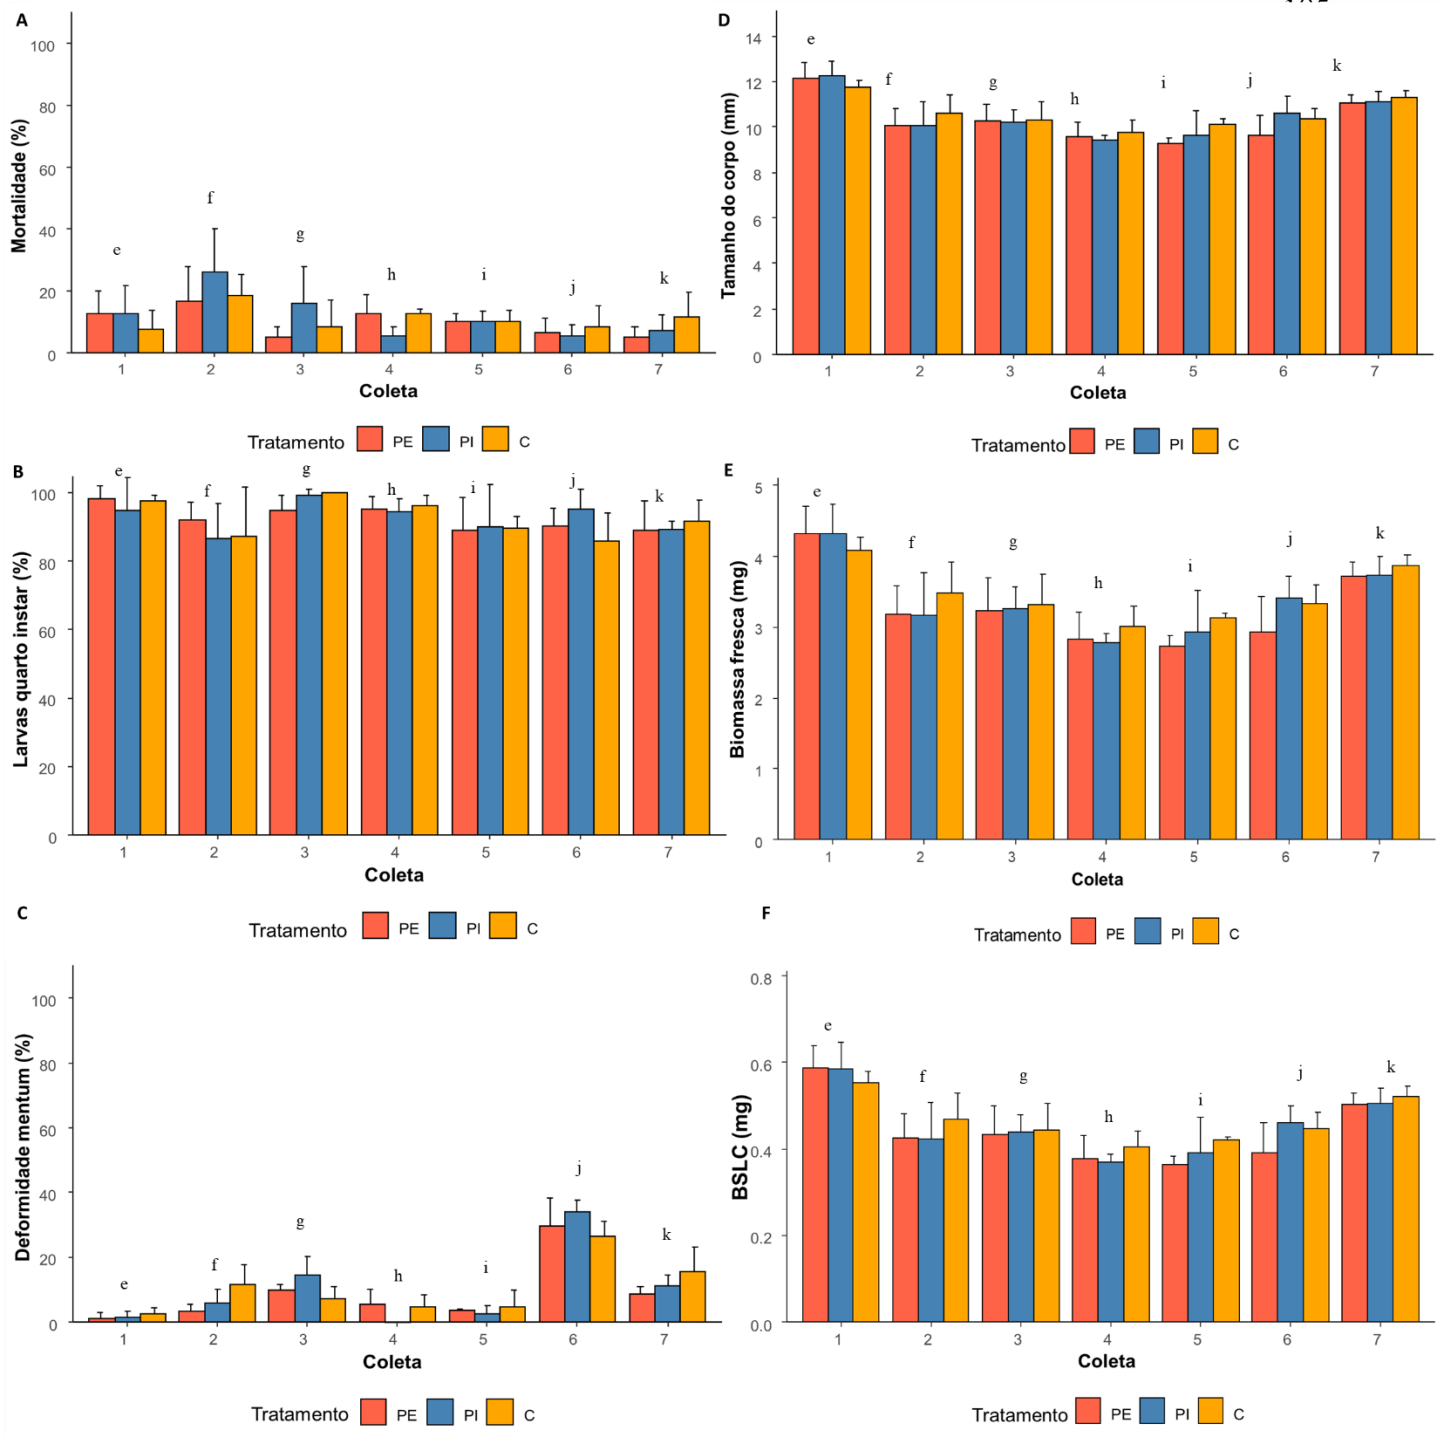 A
Mortalidade (%)
100
80
60
40
20
0
e
f
g
h
i
j
k
1 2 3 4 5 6 7
Coleta
Tratamento PE PI C
B
Larvas quarto instar (%)
100
80
60
40
20
0
e
f
g
h
i
j
k
1 2 3 4 5 6 7
Coleta
Tratamento PE PI C
C
Deformidade mentum (%)
100
80
60
40
20
0
e
f
g
h
i
j
k
1 2 3 4 5 6 7
Coleta
Tratamento PE PI C
D
Tamanho do corpo (mm)
14
12
10
8
6
4
2
0
e
f
g
h
i
j
k
1 2 3 4 5 6 7
Coleta
Tratamento PE PI C
E
Biomassa fresca (mg)
5
4
3
2
1
0
e
f
g
h
i
j
k
1 2 3 4 5 6 7
Coleta
Tratamento PE PI C
F
BSLC (mg)
0.8
0.6
0.4
0.2
0.0
e
f
g
h
i
j
k
1 2 3 4 5 6 7
Coleta
Tratamento PE PI C